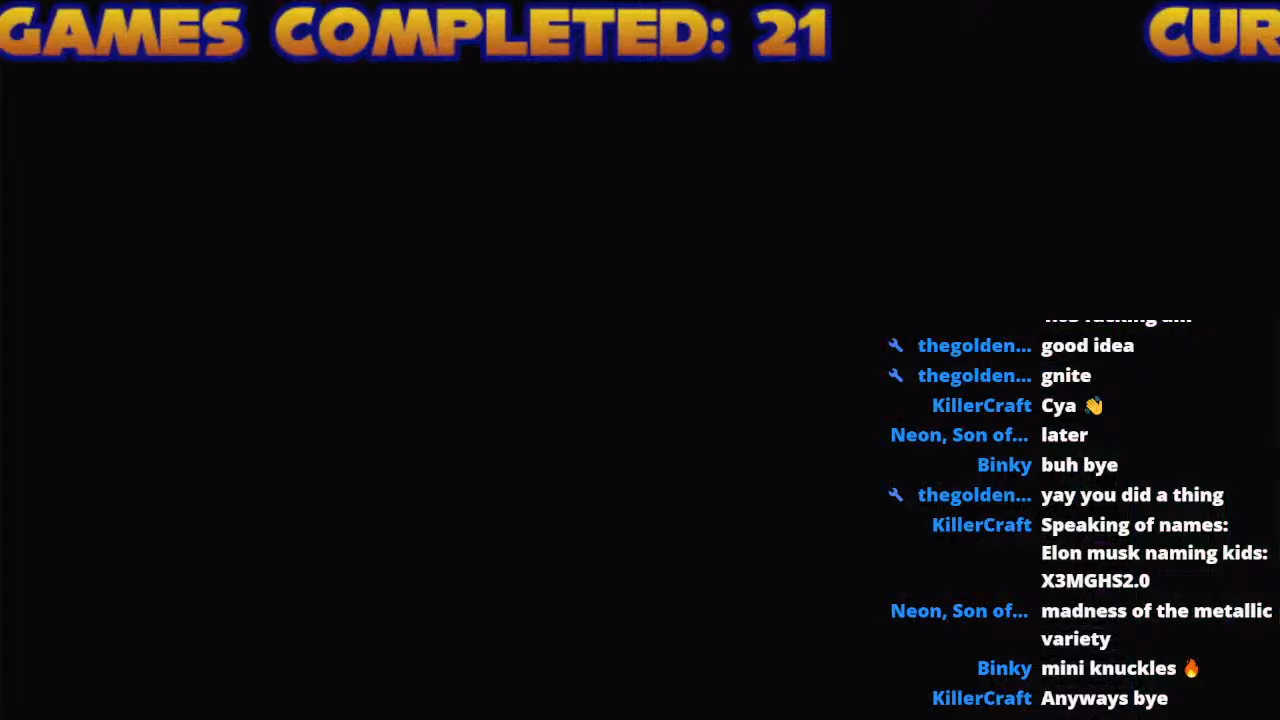 GAMES COMPLETED: 21 CUR
thegolden... good idea
thegolden... gnite
KillerCraft Cya 👋
Neon, Son of... later
Binky buh bye
thegolden... yay you did a thing
KillerCraft Speaking of names:
Elon musk naming kids:
X3MGHS2.0
Neon, Son of... madness of the metallic
variety
Binky mini knuckles 🔥
KillerCraft Anyways bye